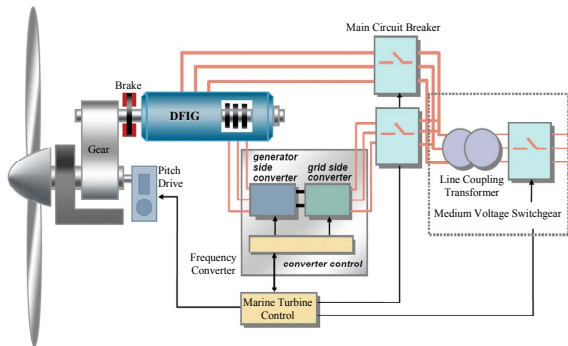 Main Circuit Breaker
Brake
DFIG
Gear
generator
side
converter
grid side
converter
Pitch
Drive
Line Coupling
Transformer
Medium Voltage Switchgear
Frequency
Converter
converter control
Marine Turbine
Control